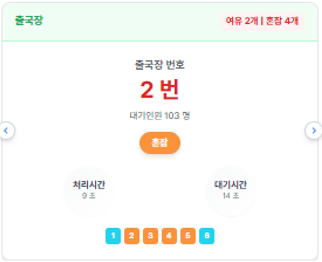 출국장
여유 2개 | 혼잡 4개
출국장 번호
2 번
대기인원 103 명
혼잡
처리시간
9 초
대기시간
14 초
1 2 3 4 5 6